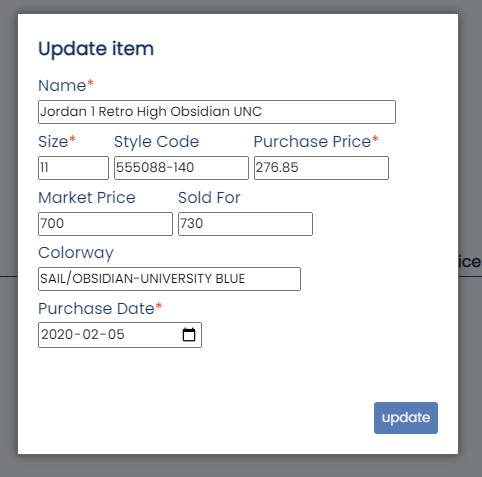 Update item
Name*
Jordan 1 Retro High Obsidian UNC
Size* Style Code Purchase Price*
11 555088-140 276.85
Market Price Sold For
700 730
ice
Colorway
SAIL/OBSIDIAN-UNIVERSITY BLUE
Purchase Date*
2020-02-05
update